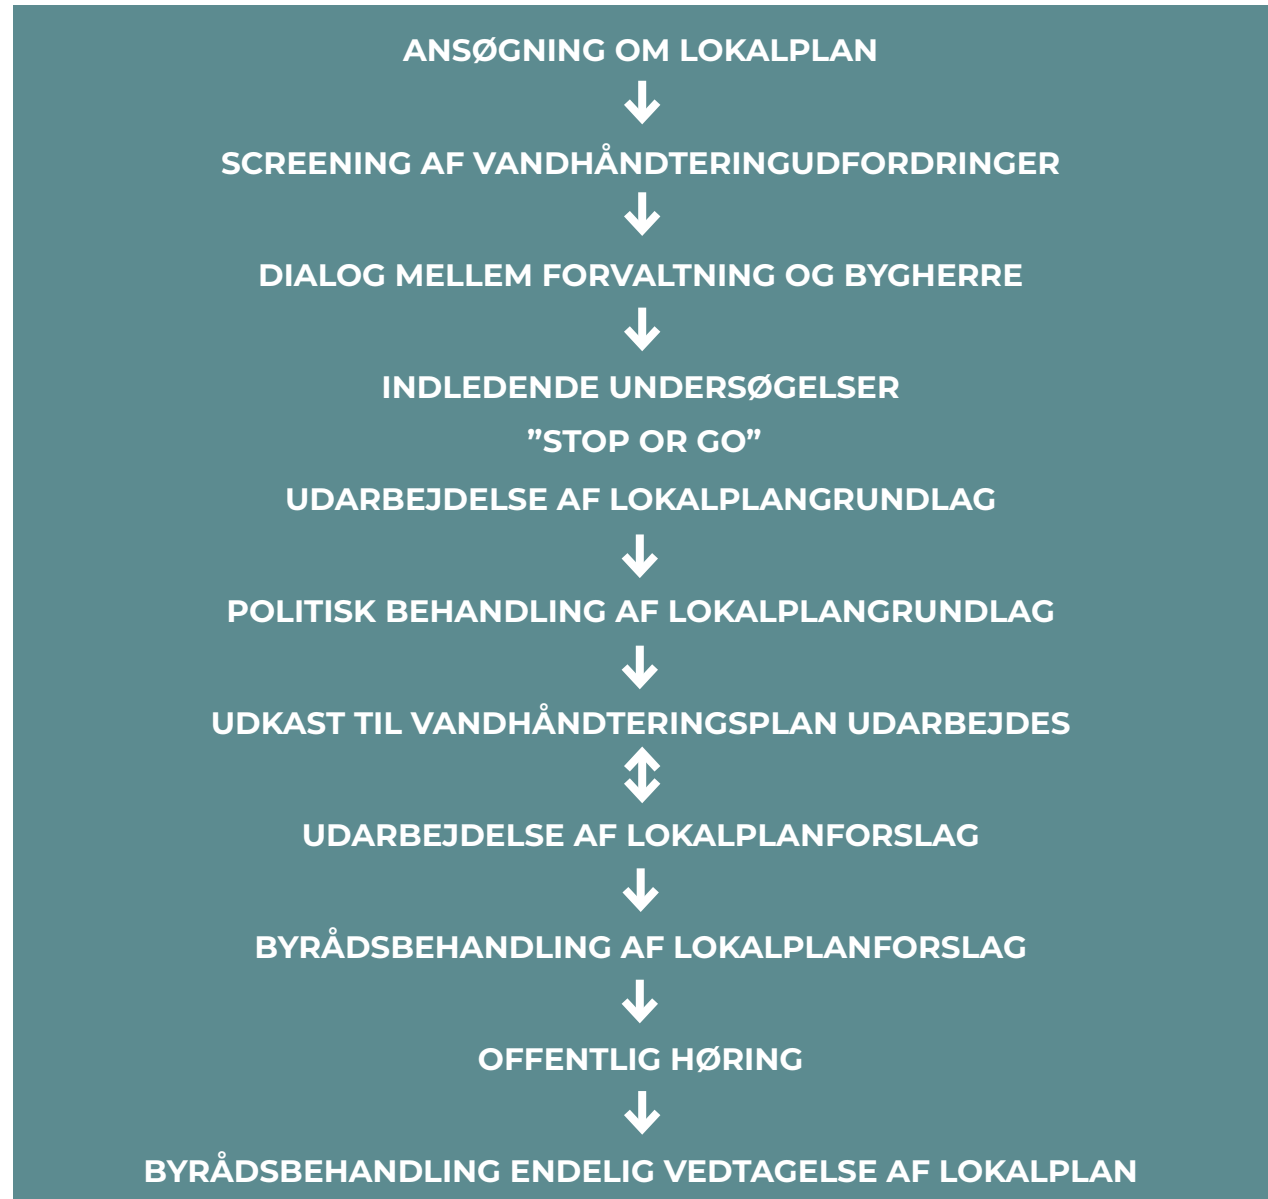 ANSØGNING OM LOKALPLAN
SCREENING AF VANDHÅNDTERINGUDFORDRINGER
DIALOG MELLEM FORVALTNING OG BYGHERRE
INDLEDENDE UNDERSØGELSER
”STOP OR GO”
UDARBEJDELSE AF LOKALPLANGRUNDLAG
POLITISK BEHANDLING AF LOKALPLANGRUNDLAG
UDKAST TIL VANDHÅNDTERINGSPLAN UDARBEJDES
UDARBEJDELSE AF LOKALPLANFORSLAG
BYRÅDSBEHANDLING AF LOKALPLANFORSLAG
OFFENTLIG HØRING
BYRÅDSBEHANDLING ENDELIG VEDTAGELSE AF LOKALPLAN